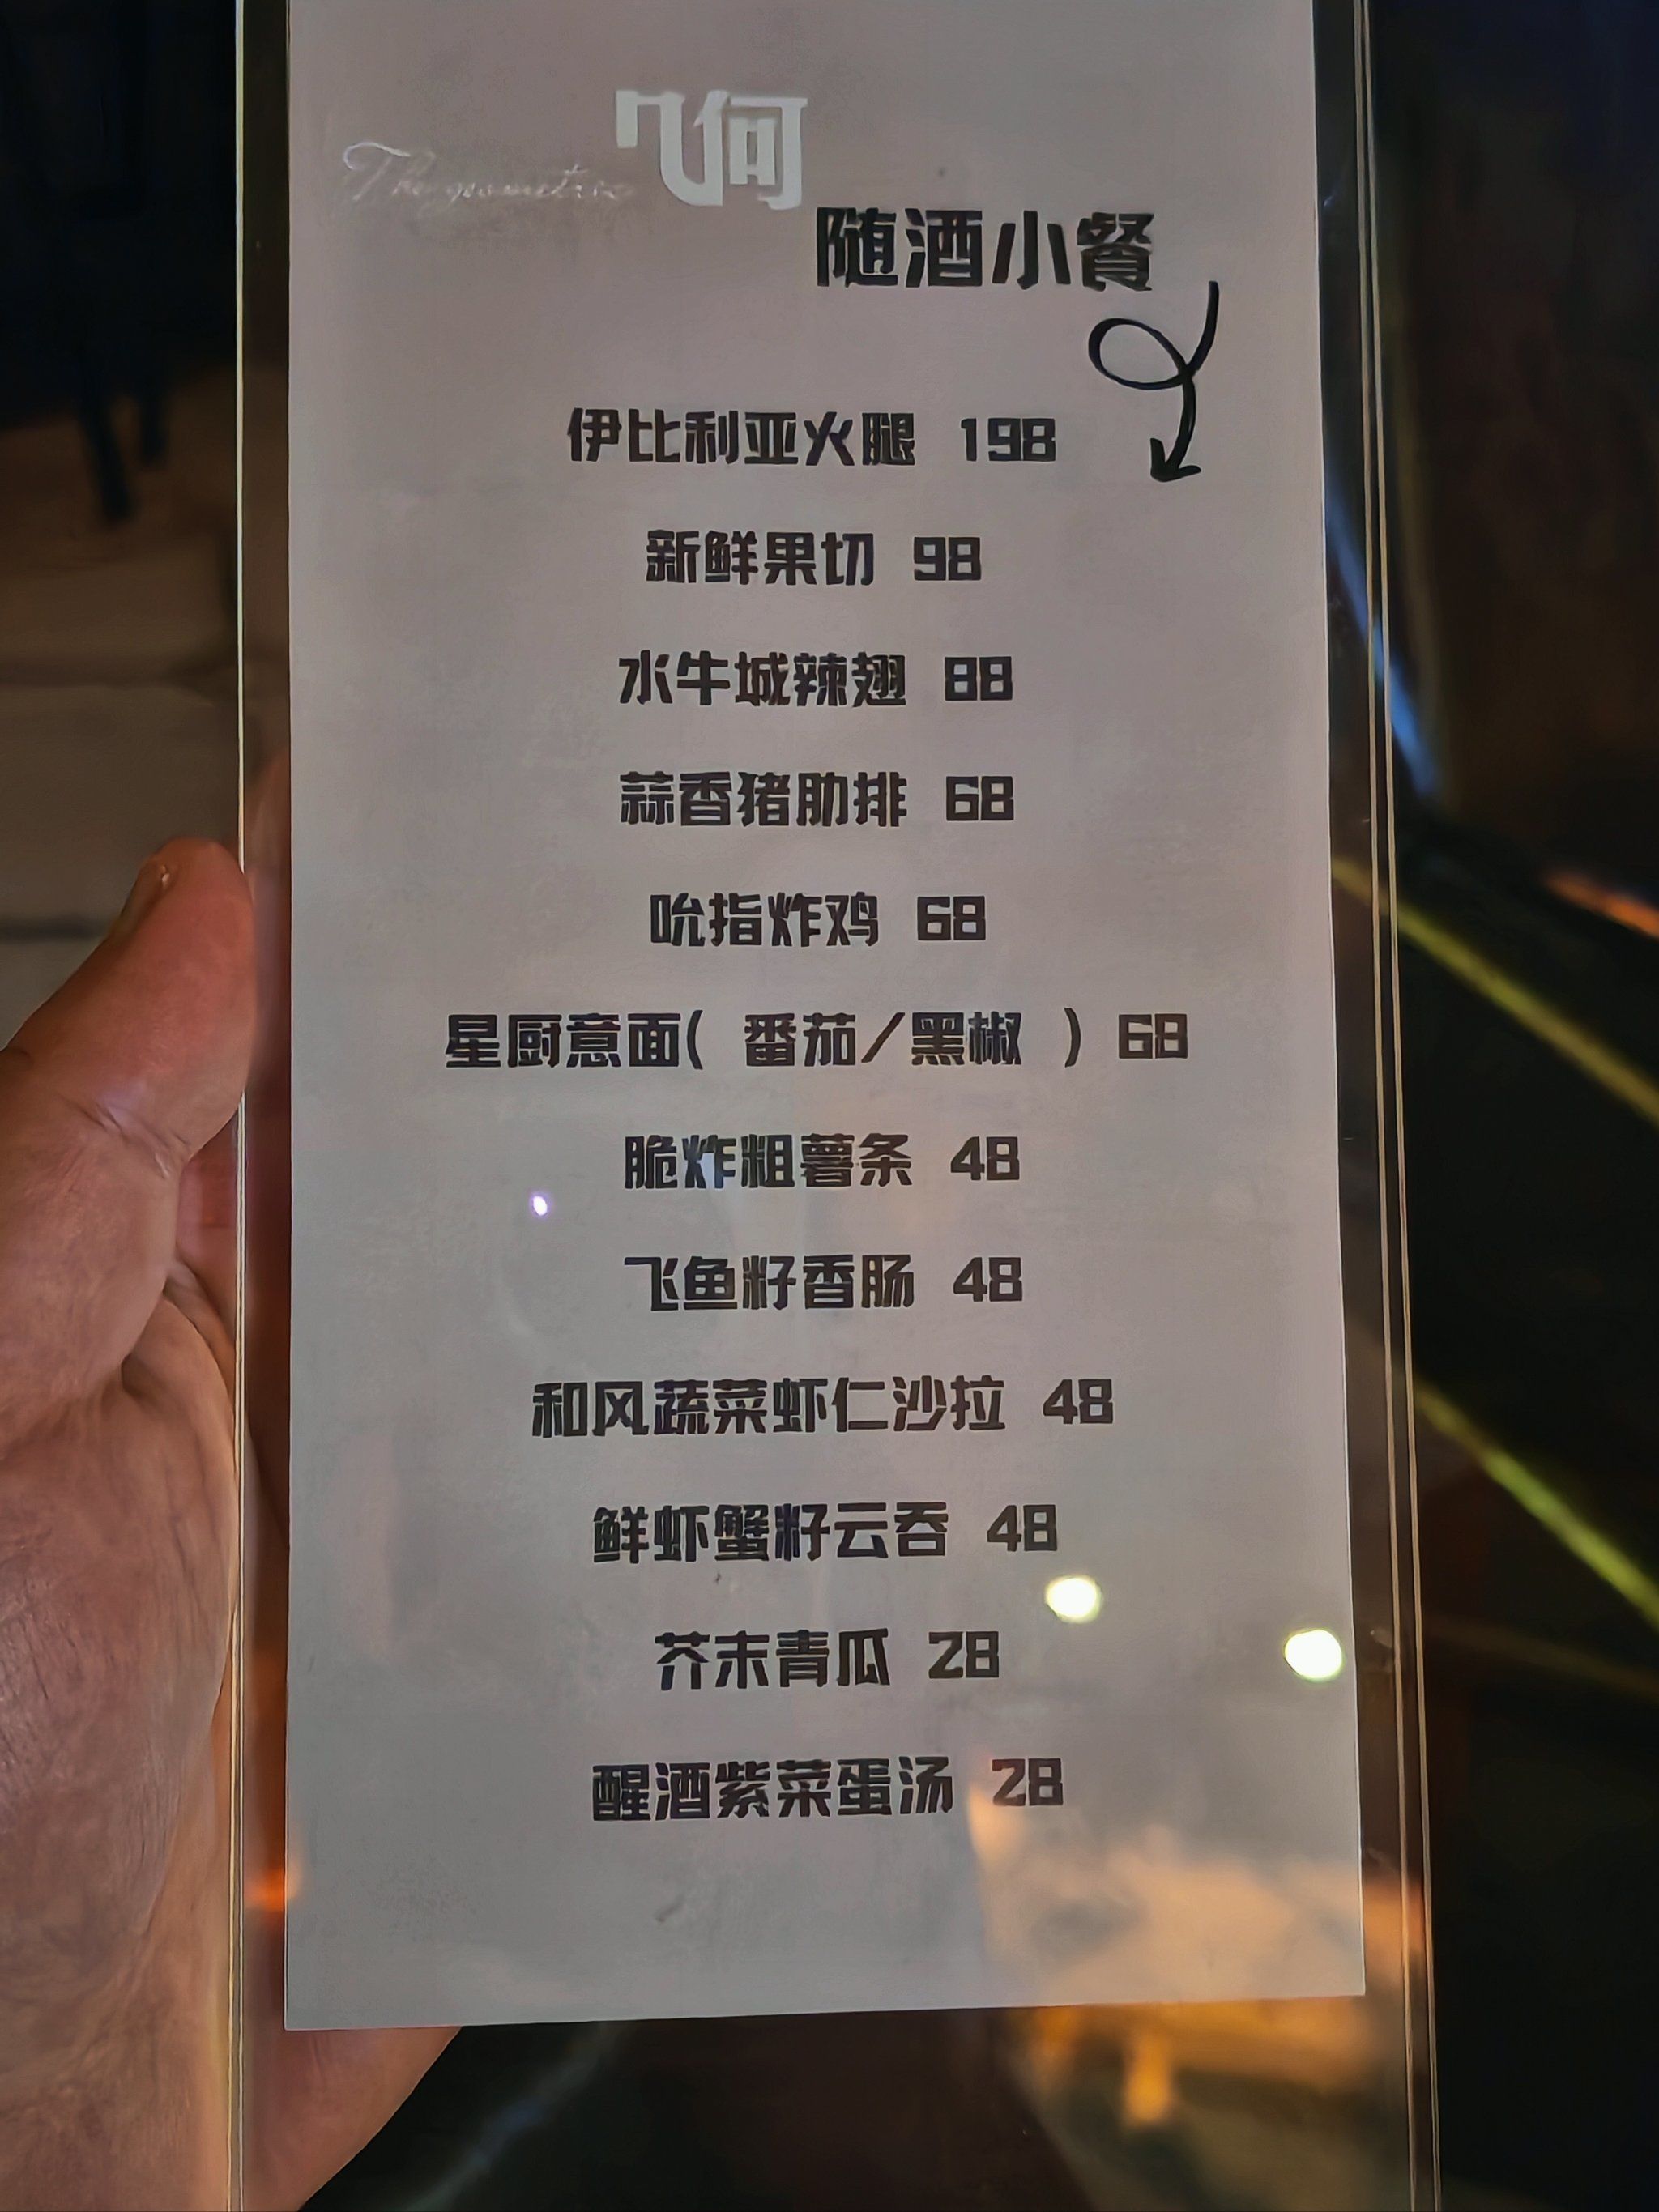 几何
The geometric
随酒小餐
伊比利亚火腿 198
新鲜果切 98
水牛城辣翅 88
蒜香猪肋排 68
吮指炸鸡 68
星厨意面( 番茄/黑椒 ) 68
脆炸粗薯条 48
飞鱼籽香肠 48
和风蔬菜虾仁沙拉 48
鲜虾蟹籽云吞 48
芥末青瓜 28
醒酒紫菜蛋汤 28